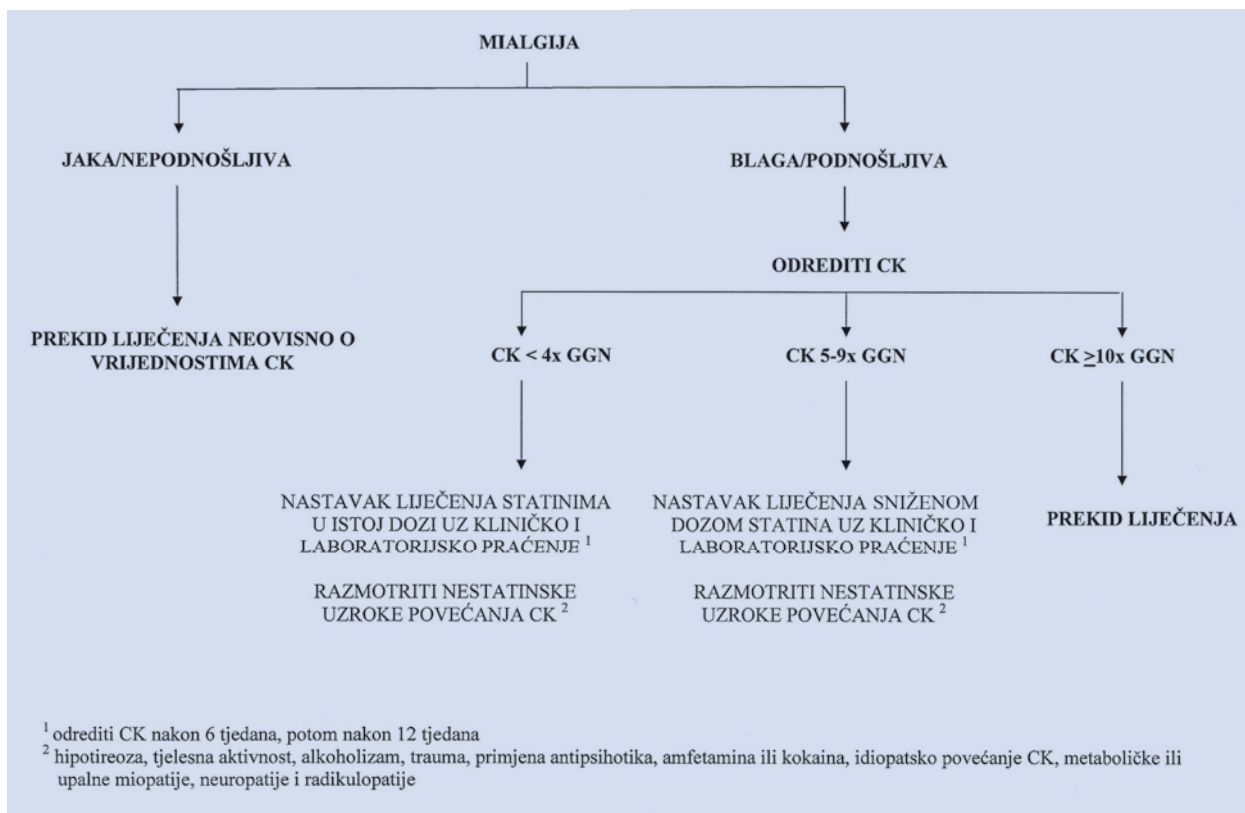 MIALGIJA
JAKA/NEPODNOŠLJIVA
BLAGA/PODNOŠLJIVA
ODREDITI CK
PREKID LIJEČENJA NEOVISNO O
VRIJEDNOSTIMA CK
CK < 4x GGN
CK 5-9x GGN
CK ≥10x GGN
NASTAVAK LIJEČENJA STATINIMA
U ISTOJ DOZI UZ KLINIČKO I
LABORATORIJSKO PRAĆENJE ¹
RAZMOTRITI NESTATINSKE
UZROKE POVEĆANJA CK ²
NASTAVAK LIJEČENJA SNIŽENOM
DOZOM STATINA UZ KLINIČKO I
LABORATORIJSKO PRAĆENJE ¹
RAZMOTRITI NESTATINSKE
UZROKE POVEĆANJA CK ²
PREKID LIJEČENJA
¹ odrediti CK nakon 6 tjedana, potom nakon 12 tjedana
² hipotireoza, tjelesna aktivnost, alkoholizam, trauma, primjena antipsihotika, amfetamina ili kokaina, idiopatsko povećanje CK, metaboličke ili
upalne miopatije, neuropatije i radikulopatije